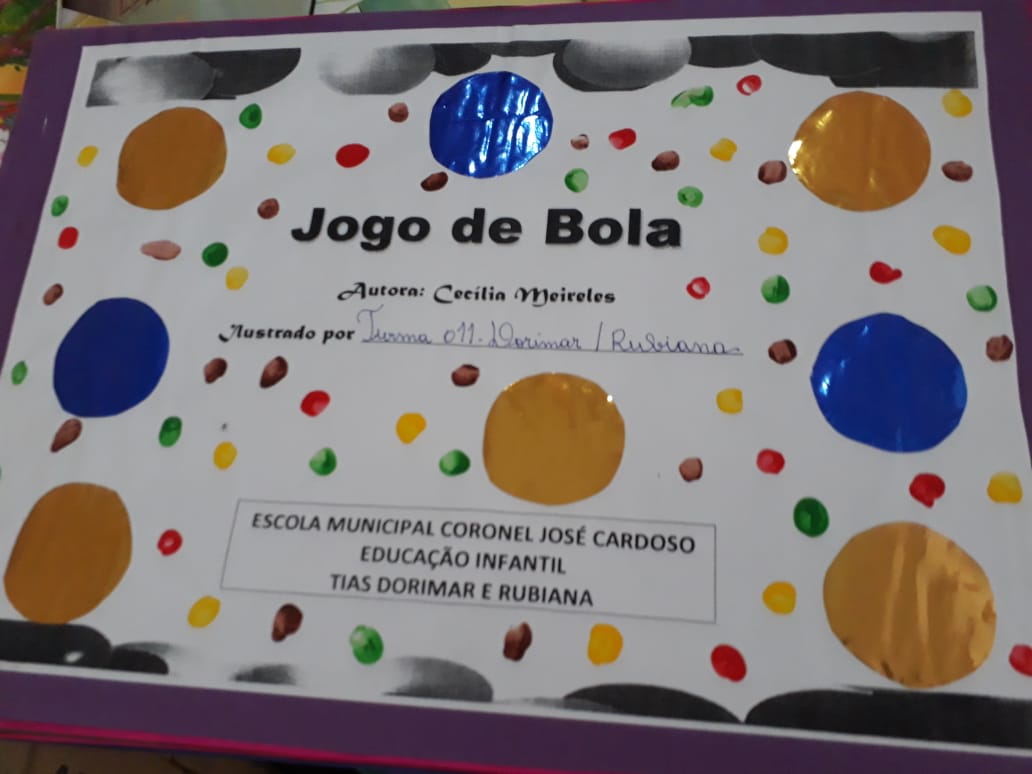 Jogo de Bola
Autora: Cecília Meireles
Ilustrado por Turma 011. Dorimar / Rubiana
ESCOLA MUNICIPAL CORONEL JOSÉ CARDOSO
EDUCAÇÃO INFANTIL
TIAS DORIMAR E RUBIANA